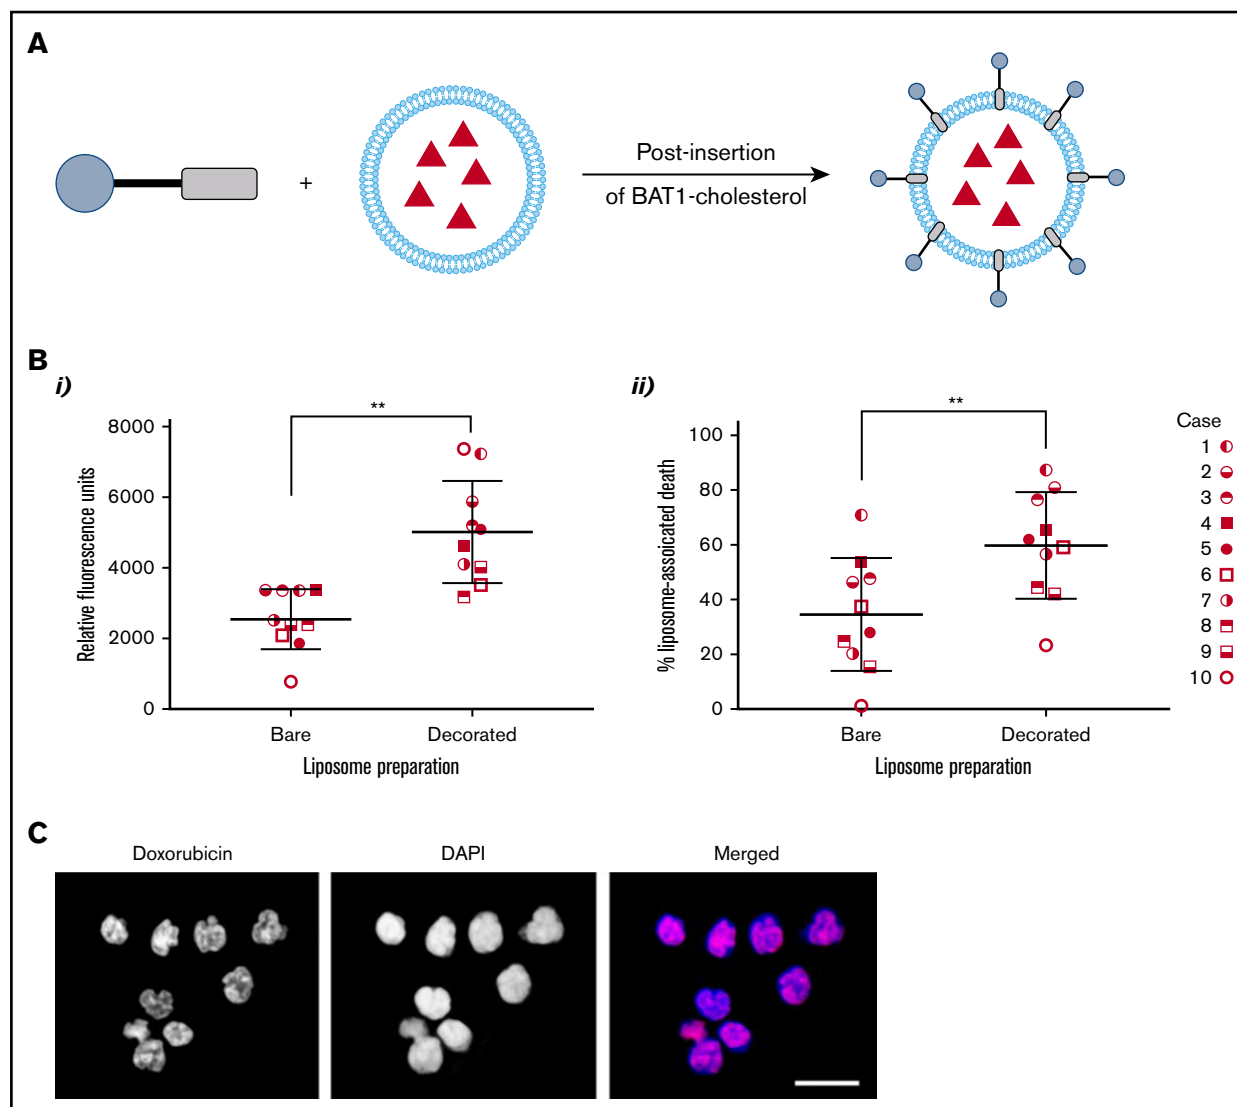 A
+
Post-insertion
of BAT1-cholesterol
B
i)
**
8000
6000
4000
2000
0
Relative fluorescence units
Bare
Decorated
Liposome preparation
ii)
**
100
80
60
40
20
0
% liposome-assoicated death
Bare
Decorated
Liposome preparation
Case
1
2
3
4
5
6
7
8
9
10
C
Doxorubicin
DAPI
Merged